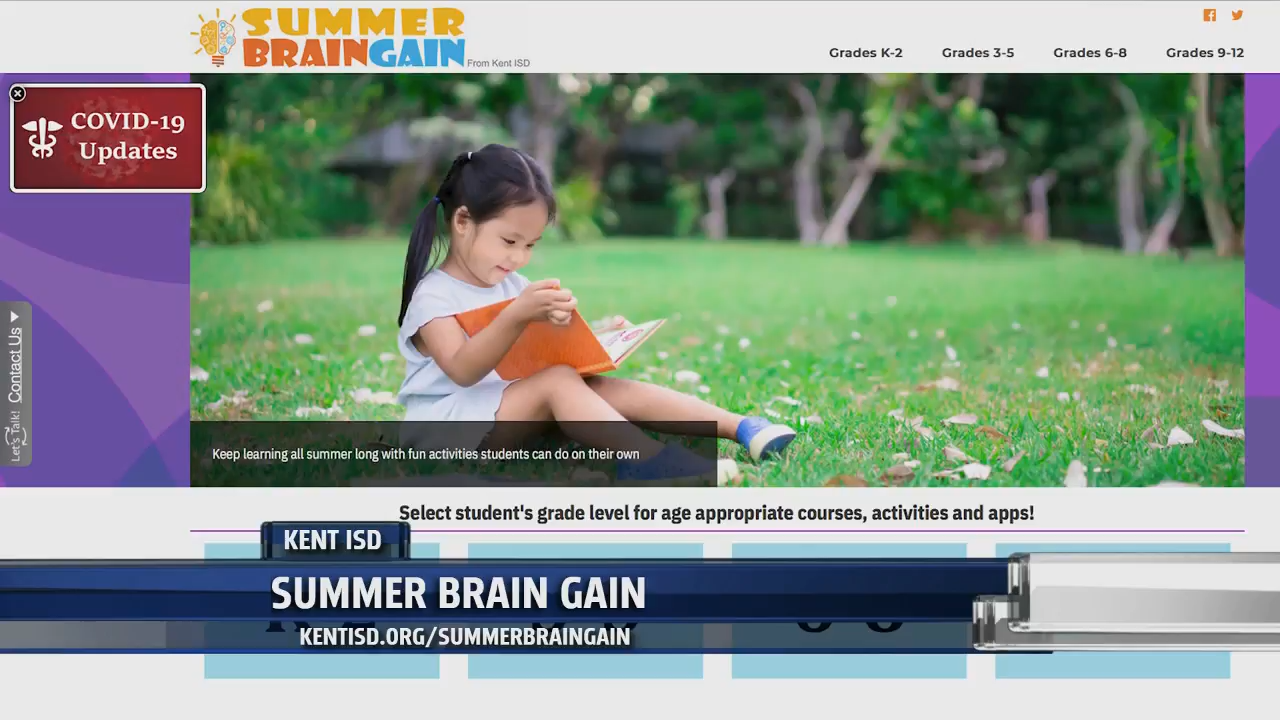 SUMMER
BRAINGAIN From Kent ISD
Grades K-2 Grades 3-5 Grades 6-8 Grades 9-12
COVID-19
Updates
Let's Talk! Contact Us
Keep learning all summer long with fun activities students can do on their own
Select student's grade level for age appropriate courses, activities and apps!
KENT ISD
SUMMER BRAIN GAIN
KENTISD.ORG/SUMMERBRAINGAIN